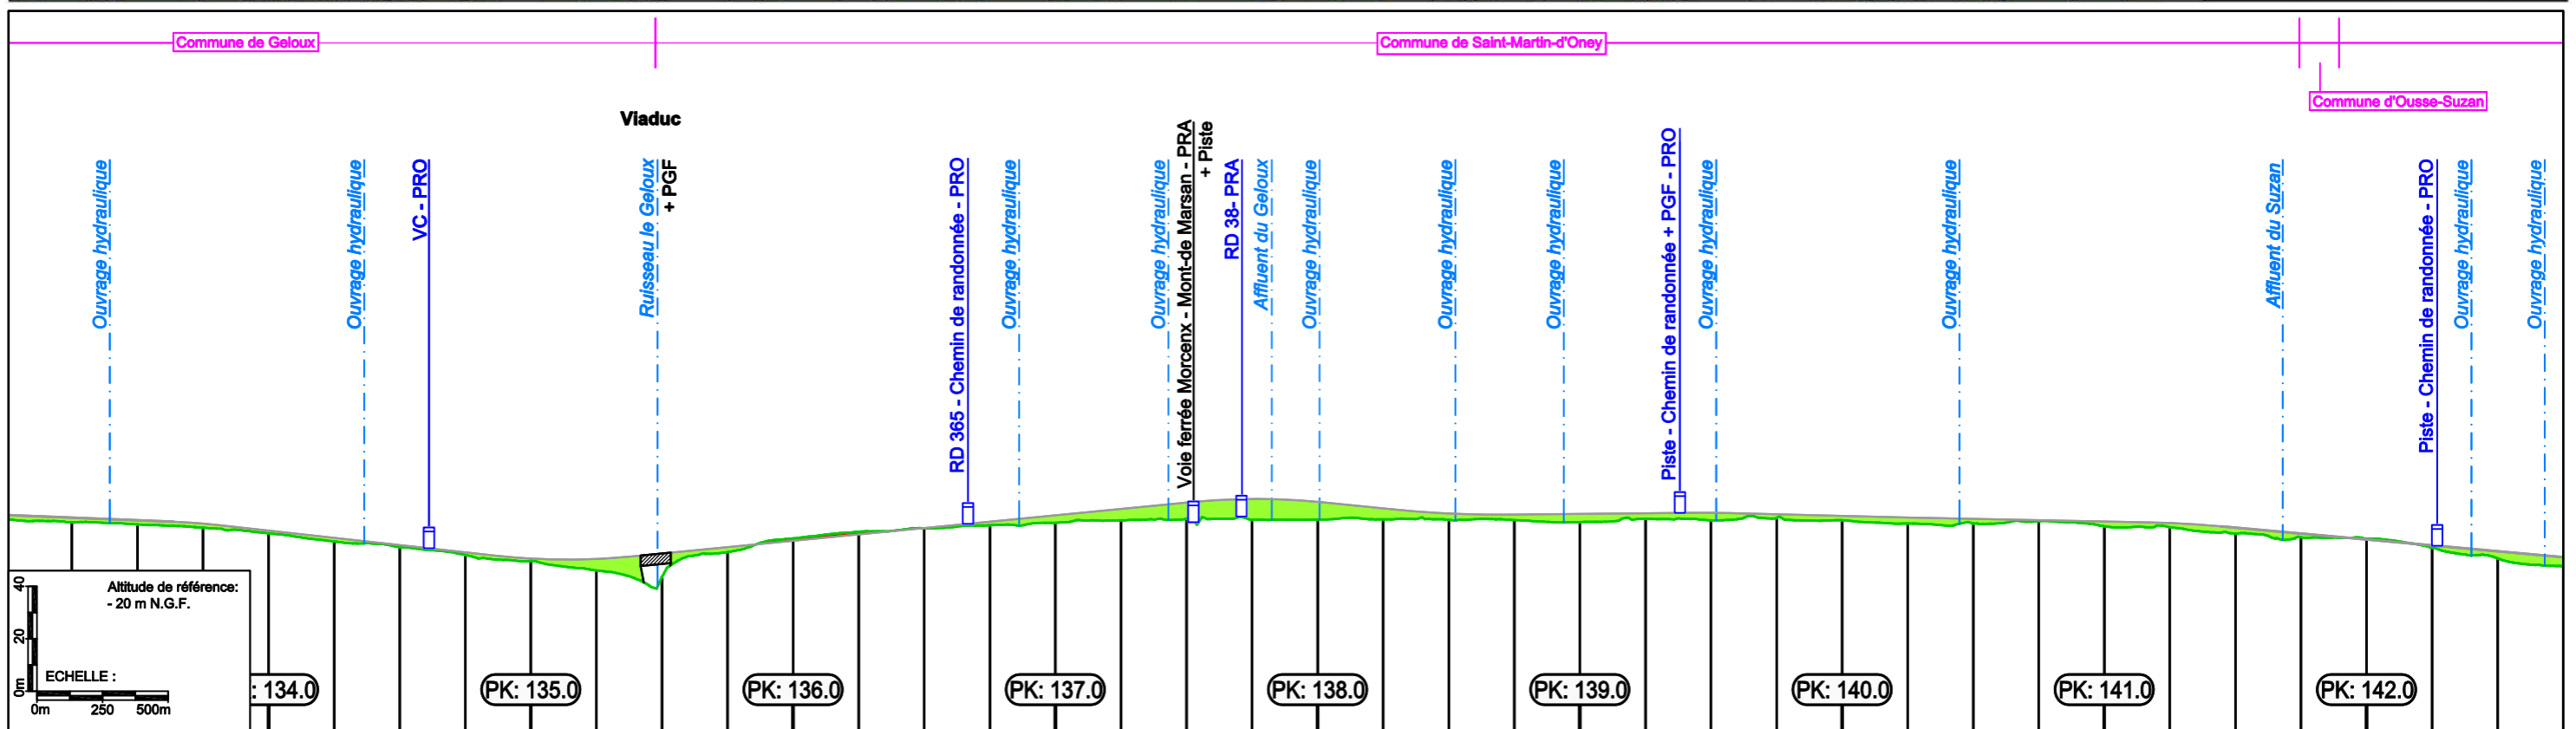 Commune de Geloux
Commune de Saint-Martin-d'Oney
Commune d'Ousse-Suzan
Viaduc
Ouvrage hydraulique
Ouvrage hydraulique
VC - PRO
Ruisseau le Geloux
+ PGF
RD 365 - Chemin de randonnée - PRO
Ouvrage hydraulique
Ouvrage hydraulique
Voie ferrée Morcenx - Mont-de Marsan - PRA
+ Piste
RD 38- PRA
Affluent du Geloux
Ouvrage hydraulique
Ouvrage hydraulique
Ouvrage hydraulique
Piste - Chemin de randonnée + PGF - PRO
Ouvrage hydraulique
Ouvrage hydraulique
Affluent du Suzan
Piste - Chemin de randonnée - PRO
Ouvrage hydraulique
Ouvrage hydraulique
Altitude de référence:
- 20 m N.G.F.
40
20
0m
ECHELLE :
0m 250 500m
: 134.0
PK: 135.0
PK: 136.0
PK: 137.0
PK: 138.0
PK: 139.0
PK: 140.0
PK: 141.0
PK: 142.0